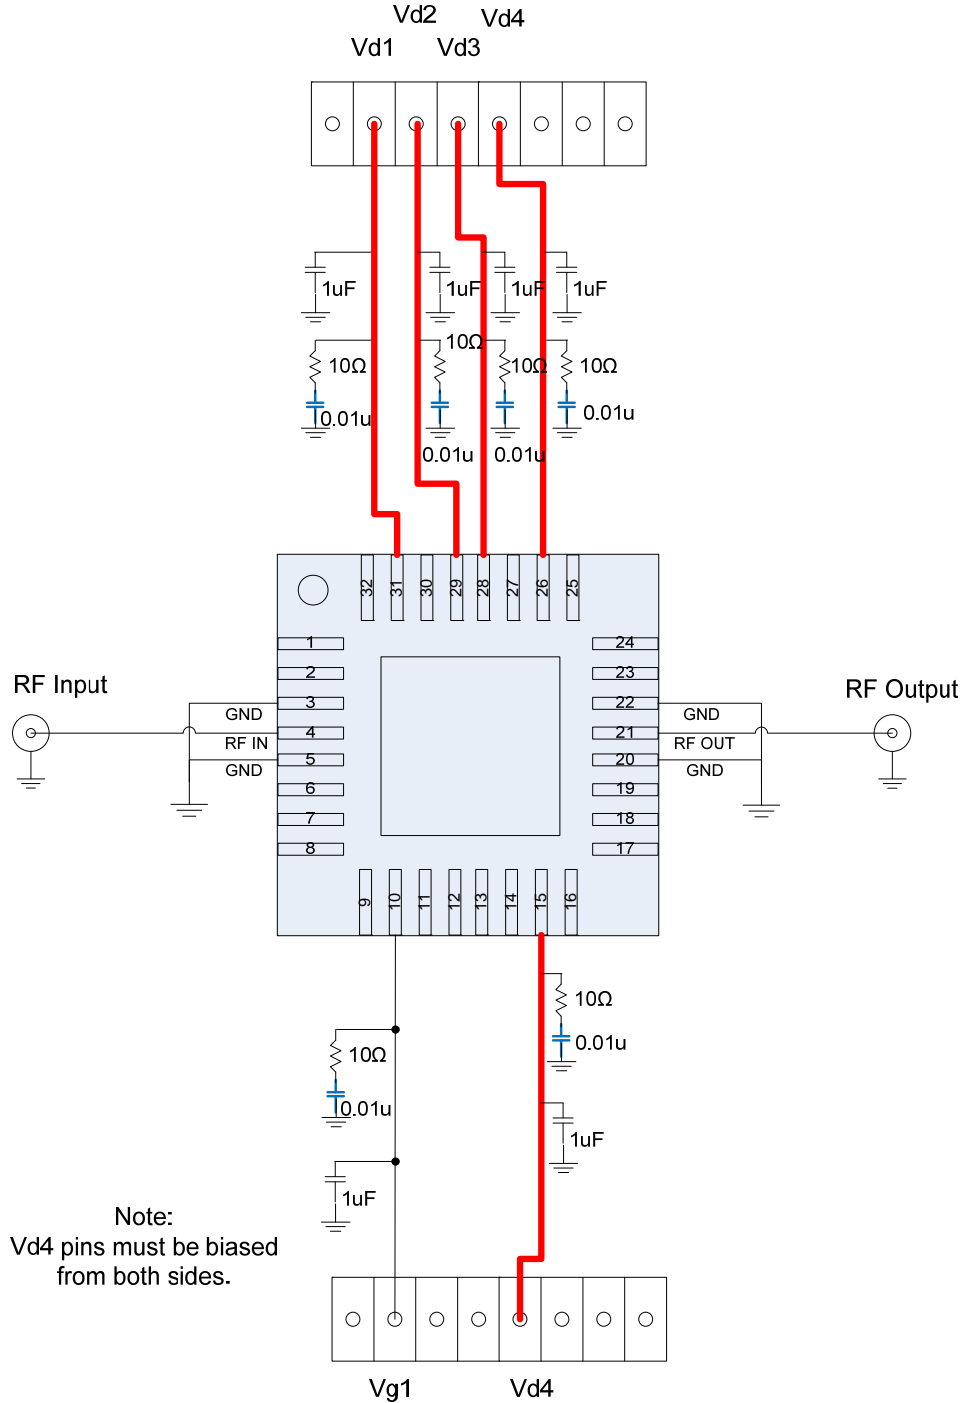 Vd2
Vd4
Vd1
Vd3
1uF
1uF
1uF
1uF
10Ω
10Ω
10Ω
10Ω
0.01u
0.01u
0.01u
0.01u
32
31
30
29
28
27
26
25
1
2
3
4
5
6
7
8
24
23
22
21
20
19
18
17
RF Input
GND
RF IN
GND
RF Output
GND
RF OUT
GND
9
10
11
12
13
14
15
16
10Ω
0.01u
10Ω
0.01u
1uF
1uF
Note:
Vd4 pins must be biased
from both sides.
Vg1
Vd4